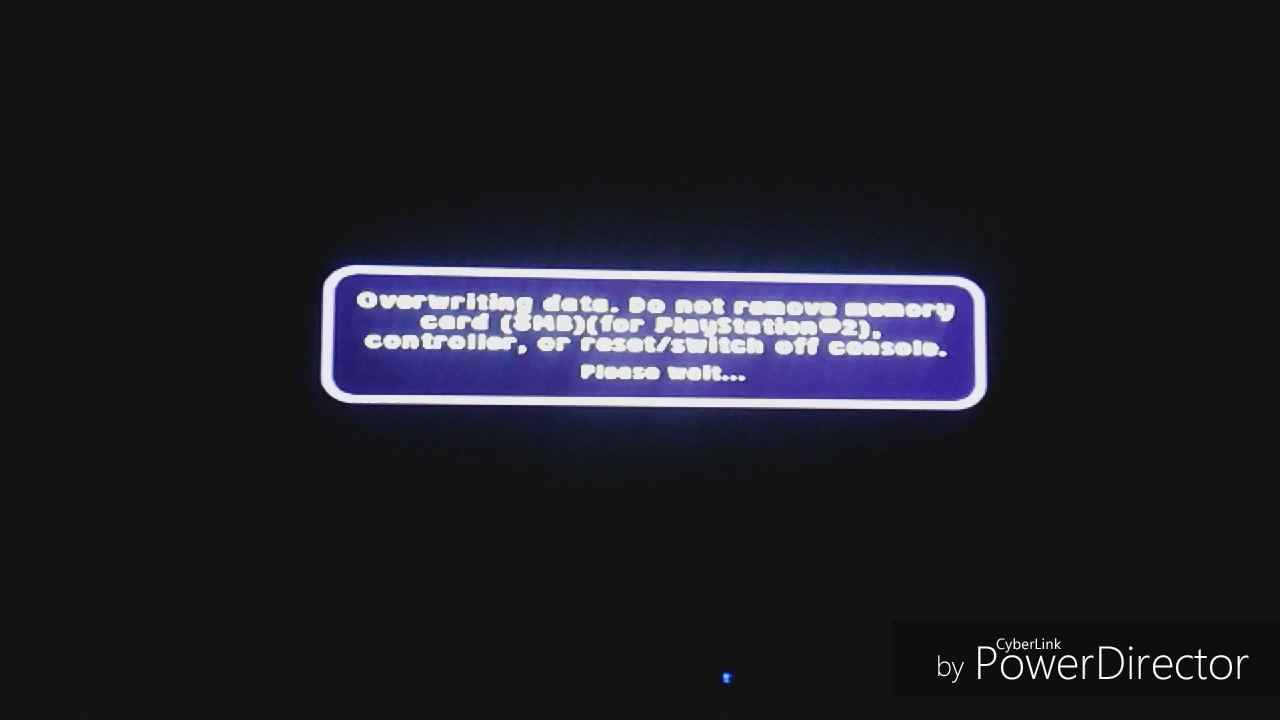 Overwriting data. Do not remove memory
card (8MB)(for PlayStation®2),
controller, or reset/switch off console.
Please wait...
CyberLink
by PowerDirector